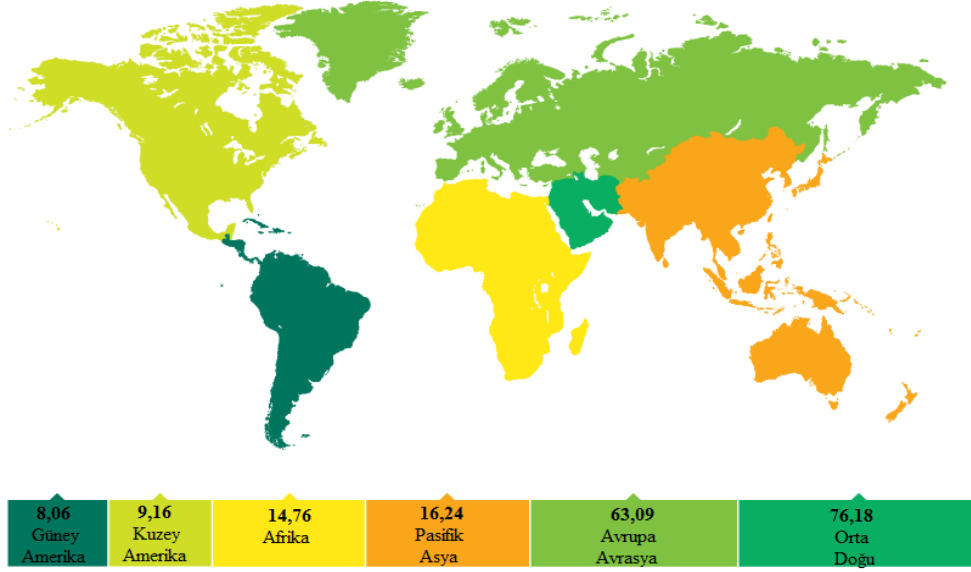 8,06
Güney
Amerika
9,16
Kuzey
Amerika
14,76
Afrika
16,24
Pasifik
Asya
63,09
Avrupa
Avrasya
76,18
Orta
Doğu